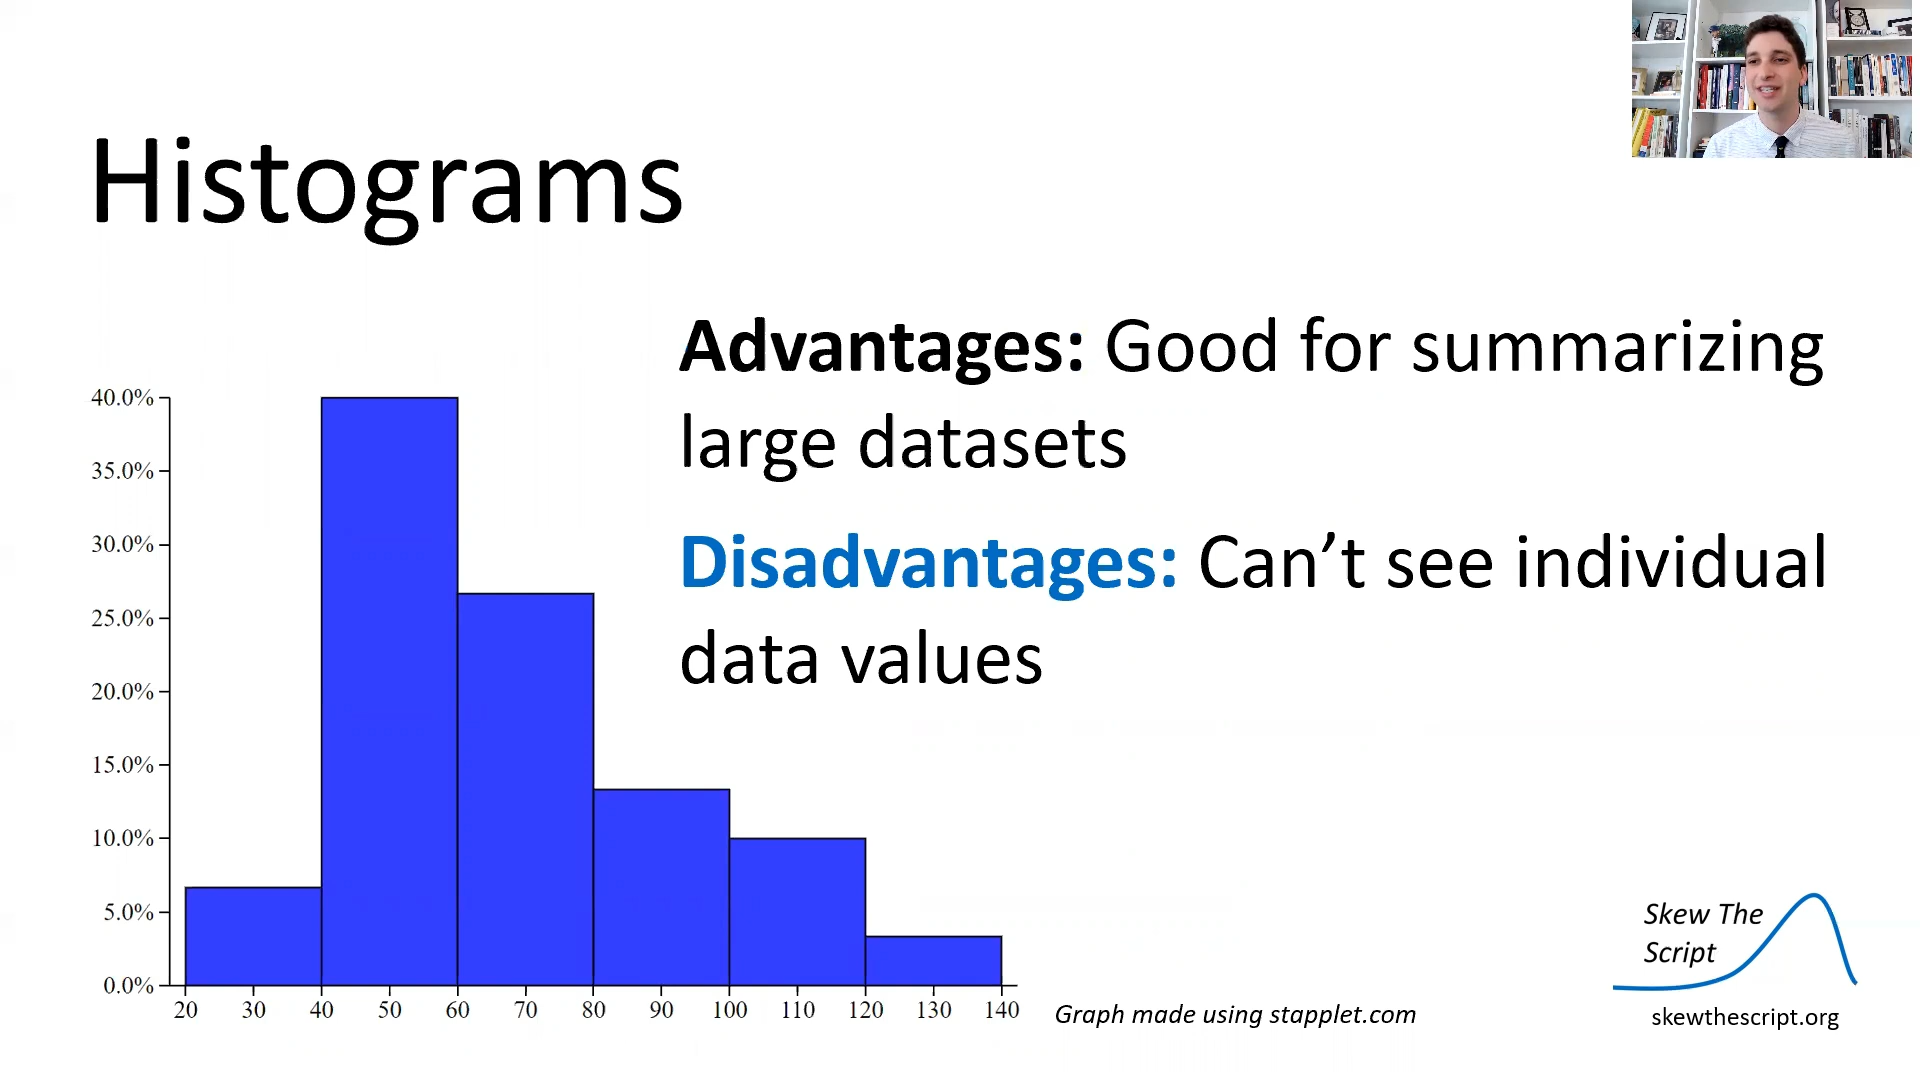 Histograms
Advantages: Good for summarizing
large datasets
Disadvantages: Can’t see individual
data values
40.0%
35.0%
30.0%
25.0%
20.0%
15.0%
10.0%
5.0%
0.0%
20 30 40 50 60 70 80 90 100 110 120 130 140
Graph made using stapplet.com
Skew The
Script
skewthescript.org